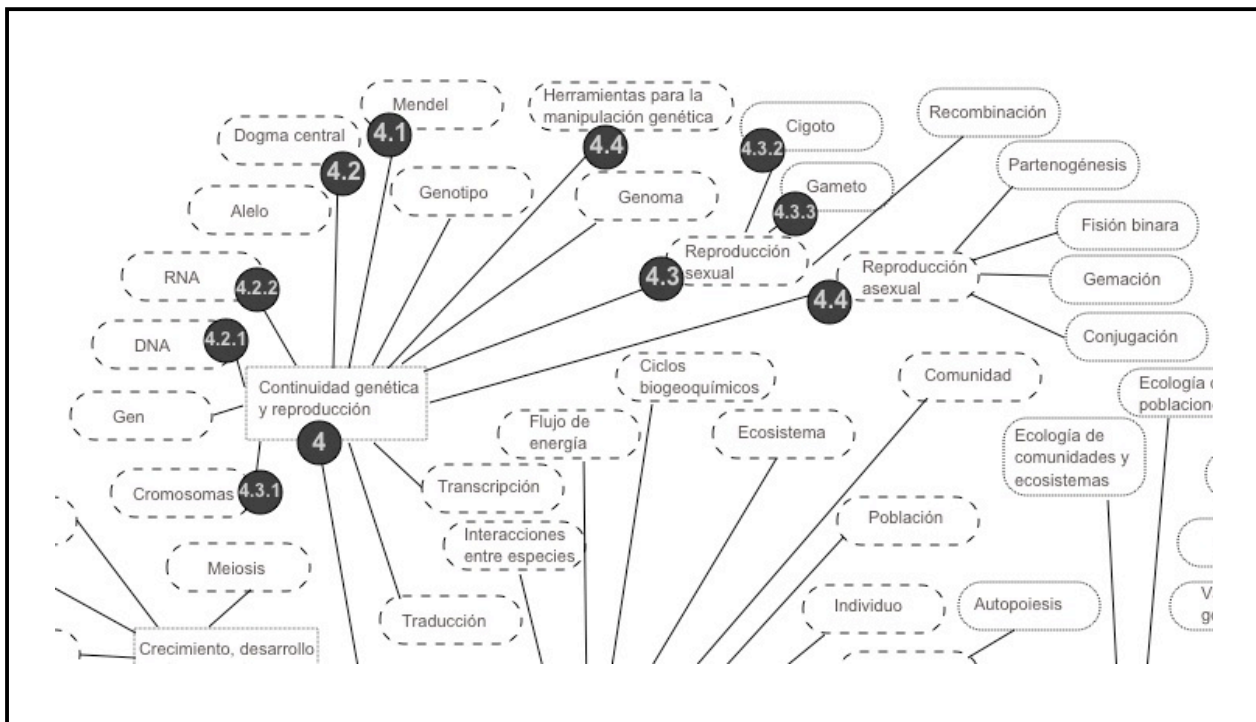 Mendel
4.1
Herramientas para la
manipulación genética
4.4
Dogma central
4.2
Cigoto
4.3.2
Recombinación
Partenogénesis
Genotipo
Genoma
Gameto
4.3.3
Alelo
Fisión binara
Reproducción
sexual
4.3
Reproducción
asexual
4.4
RNA
4.2.2
Gemación
DNA
4.2.1
Conjugación
Continuidad genética
y reproducción
4
Ciclos
biogeoquímicos
Comunidad
Ecología
poblacione
Gen
Flujo de
energía
Ecosistema
Ecología de
comunidades y
ecosistemas
Cromosomas
4.3.1
Transcripción
Población
Interacciones
entre especies
Meiosis
Individuo
Autopoiesis
Traducción
Crecimiento, desarrollo